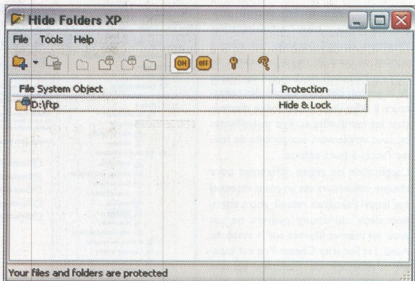 Hide Folders XP
File Tools Help
ON OFF
File System Object Protection
D:\ftp Hide & Lock
Your files and folders are protected